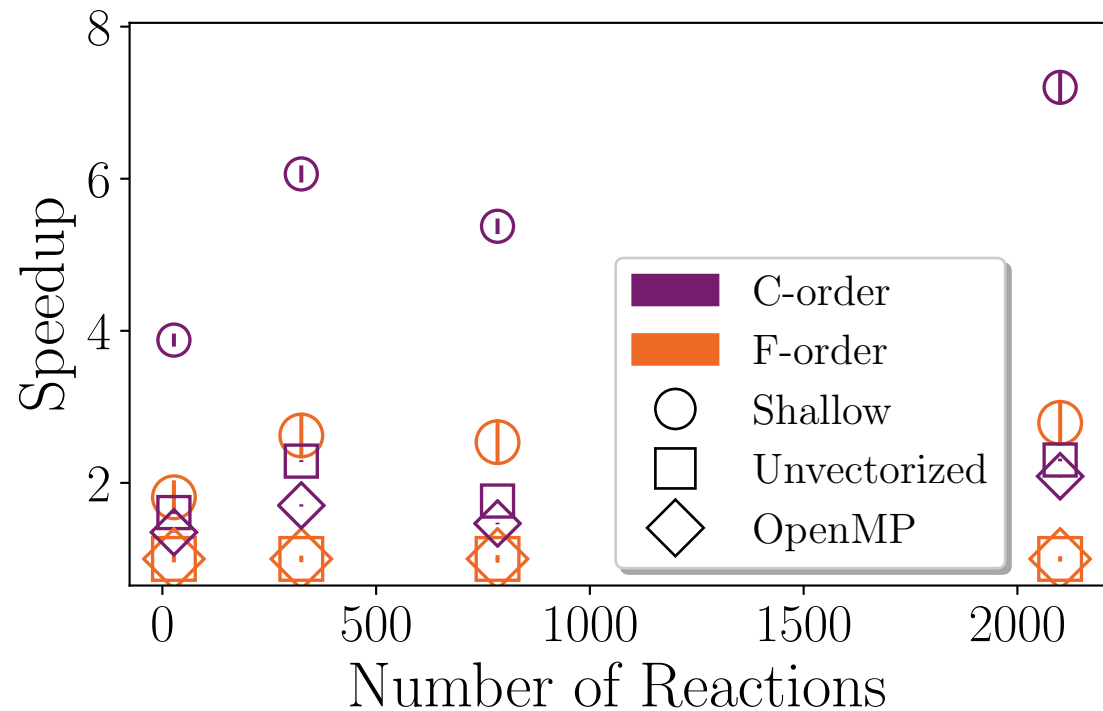 8
6
4
2
Speedup
C-order
F-order
Shallow
Unvectorized
OpenMP
0 500 1000 1500 2000
Number of Reactions